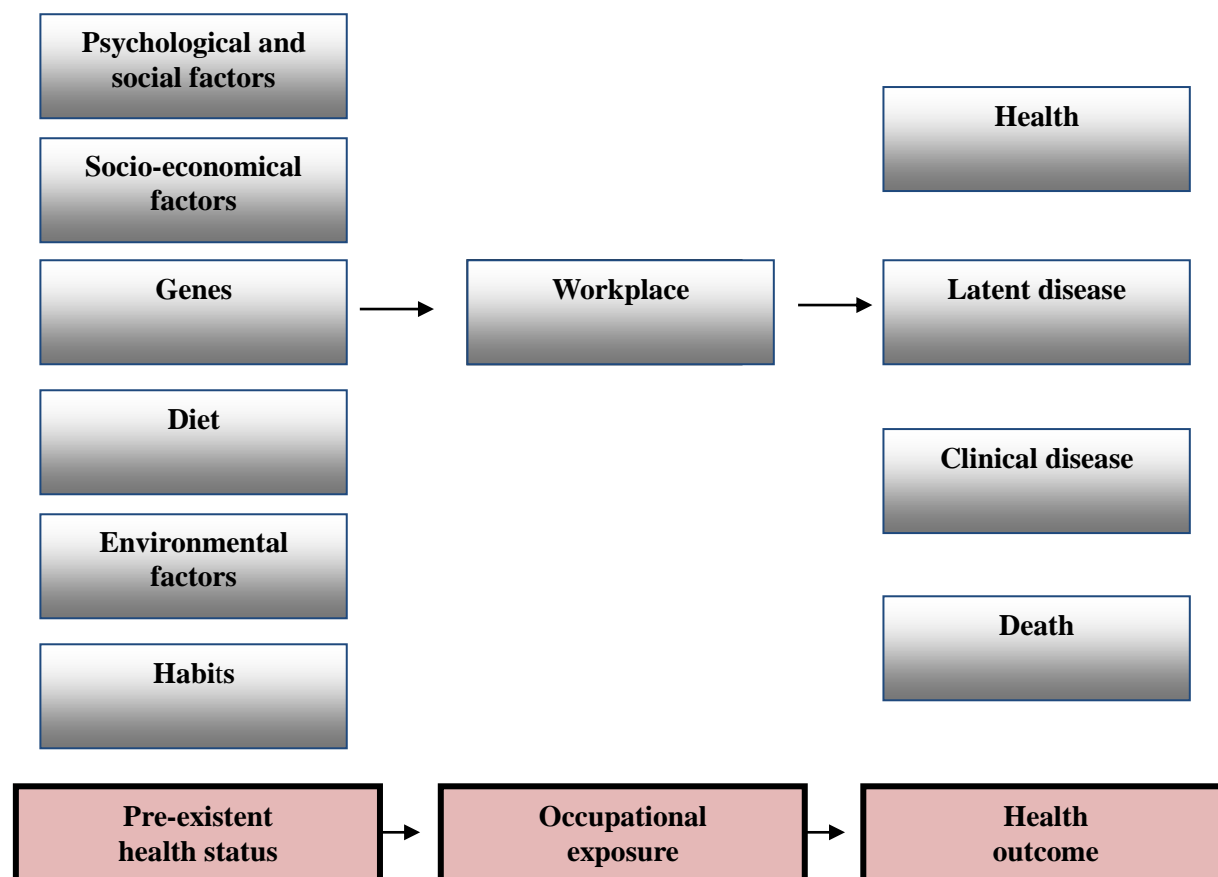 Psychological and
social factors
Socio-economical
factors
Genes
Diet
Environmental
factors
Habits
Workplace
Health
Latent disease
Clinical disease
Death
Pre-existent
health status
Occupational
exposure
Health
outcome